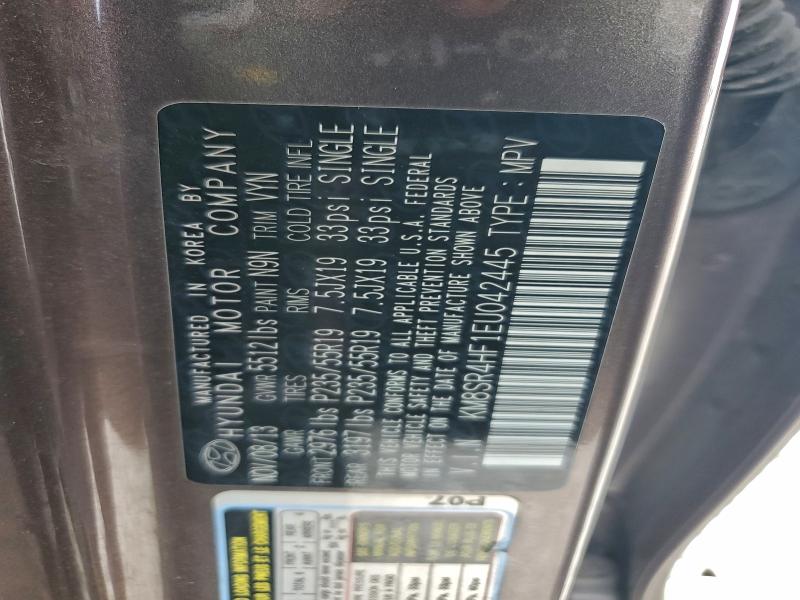 MANUFACTURED IN KOREA BY
HYUNDAI MOTOR COMPANY
NOV/08/13 GVWR 5512 lbs PAINT N9N TRIM VYN
GAWR TIRES RIMS COLD TIRE INFL
FRONT 2976 lbs P235/55R19 7.5JX19 33psi SINGLE
REAR 3197 lbs P235/55R19 7.5JX19 33psi SINGLE
THIS VEHICLE CONFORMS TO ALL APPLICABLE U.S.A. FEDERAL
MOTOR VEHICLE SAFETY AND THEFT PREVENTION STANDARDS
IN EFFECT ON THE DATE OF MANUFACTURE SHOWN ABOVE
V.I.N: KM8SR4HF1EU042445 TYPE : MPV
P07